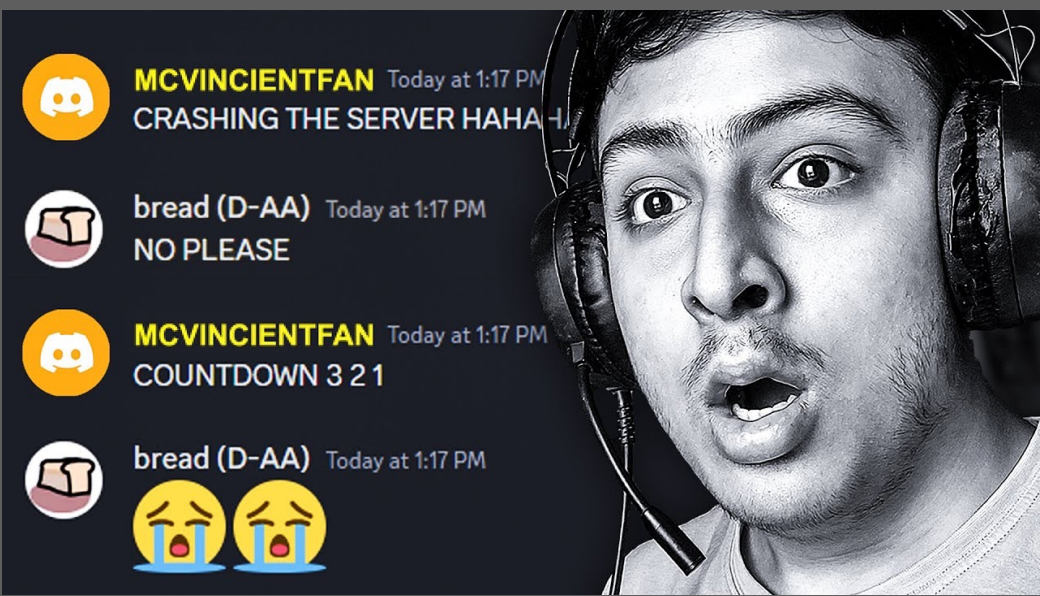 MCVINCIENTFAN Today at 1:17 PM
CRASHING THE SERVER HAHAHA
bread (D-AA) Today at 1:17 PM
NO PLEASE
MCVINCIENTFAN Today at 1:17 PM
COUNTDOWN 3 2 1
bread (D-AA) Today at 1:17 PM
😭😭